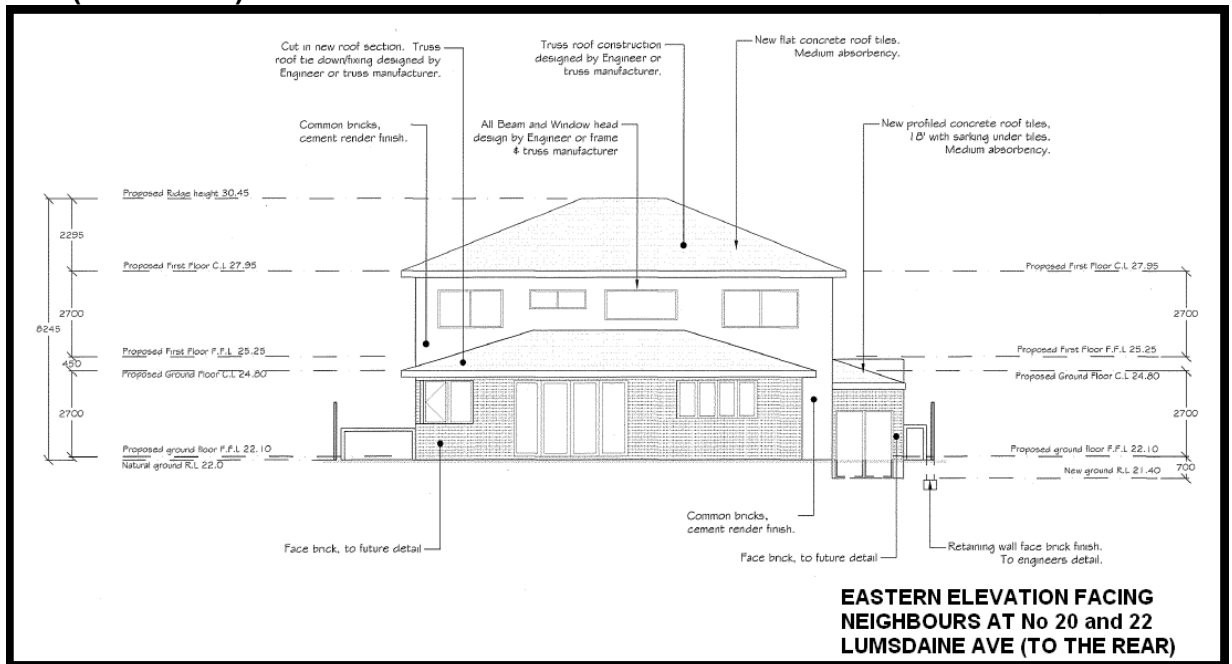 Cut in new roof section. Truss
roof tie down/fixing designed by
Engineer or truss manufacturer.
Truss roof construction
designed by Engineer or
truss manufacturer.
New flat concrete roof tiles.
Medium absorbency.
Common bricks,
cement render finish.
All Beam and Window head
design by Engineer or frame
& truss manufacturer
New profiled concrete roof tiles,
18° with sarking under tiles.
Medium absorbency.
Proposed Ridge height 30.45
2295
Proposed First Floor C.L 27.95
Proposed First Floor C.L 27.95
2700
2700
8245
Proposed First Floor F.F.L 25.25
Proposed First Floor F.F.L 25.25
450
Proposed Ground Floor C.L 24.80
Proposed Ground Floor C.L 24.80
2700
2700
Proposed ground floor F.F.L 22.10
Proposed ground floor F.F.L 22.10
Natural ground R.L 22.0
New ground R.L 21.40
700
Common bricks,
cement render finish.
Face brick, to future detail
Face brick, to future detail
Retaining wall face brick finish.
To engineers detail.
EASTERN ELEVATION FACING
NEIGHBOURS AT No 20 and 22
LUMSDAINE AVE (TO THE REAR)